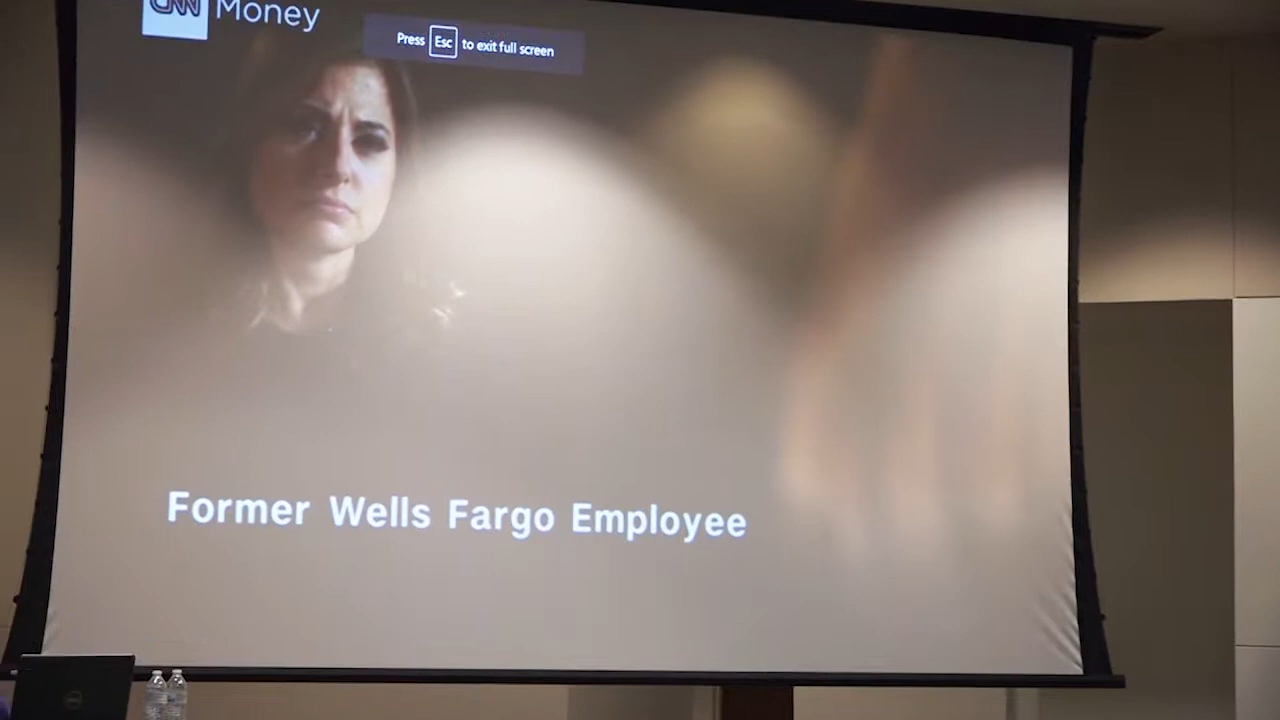 CNN Money
Press Esc to exit full screen
Former Wells Fargo Employee